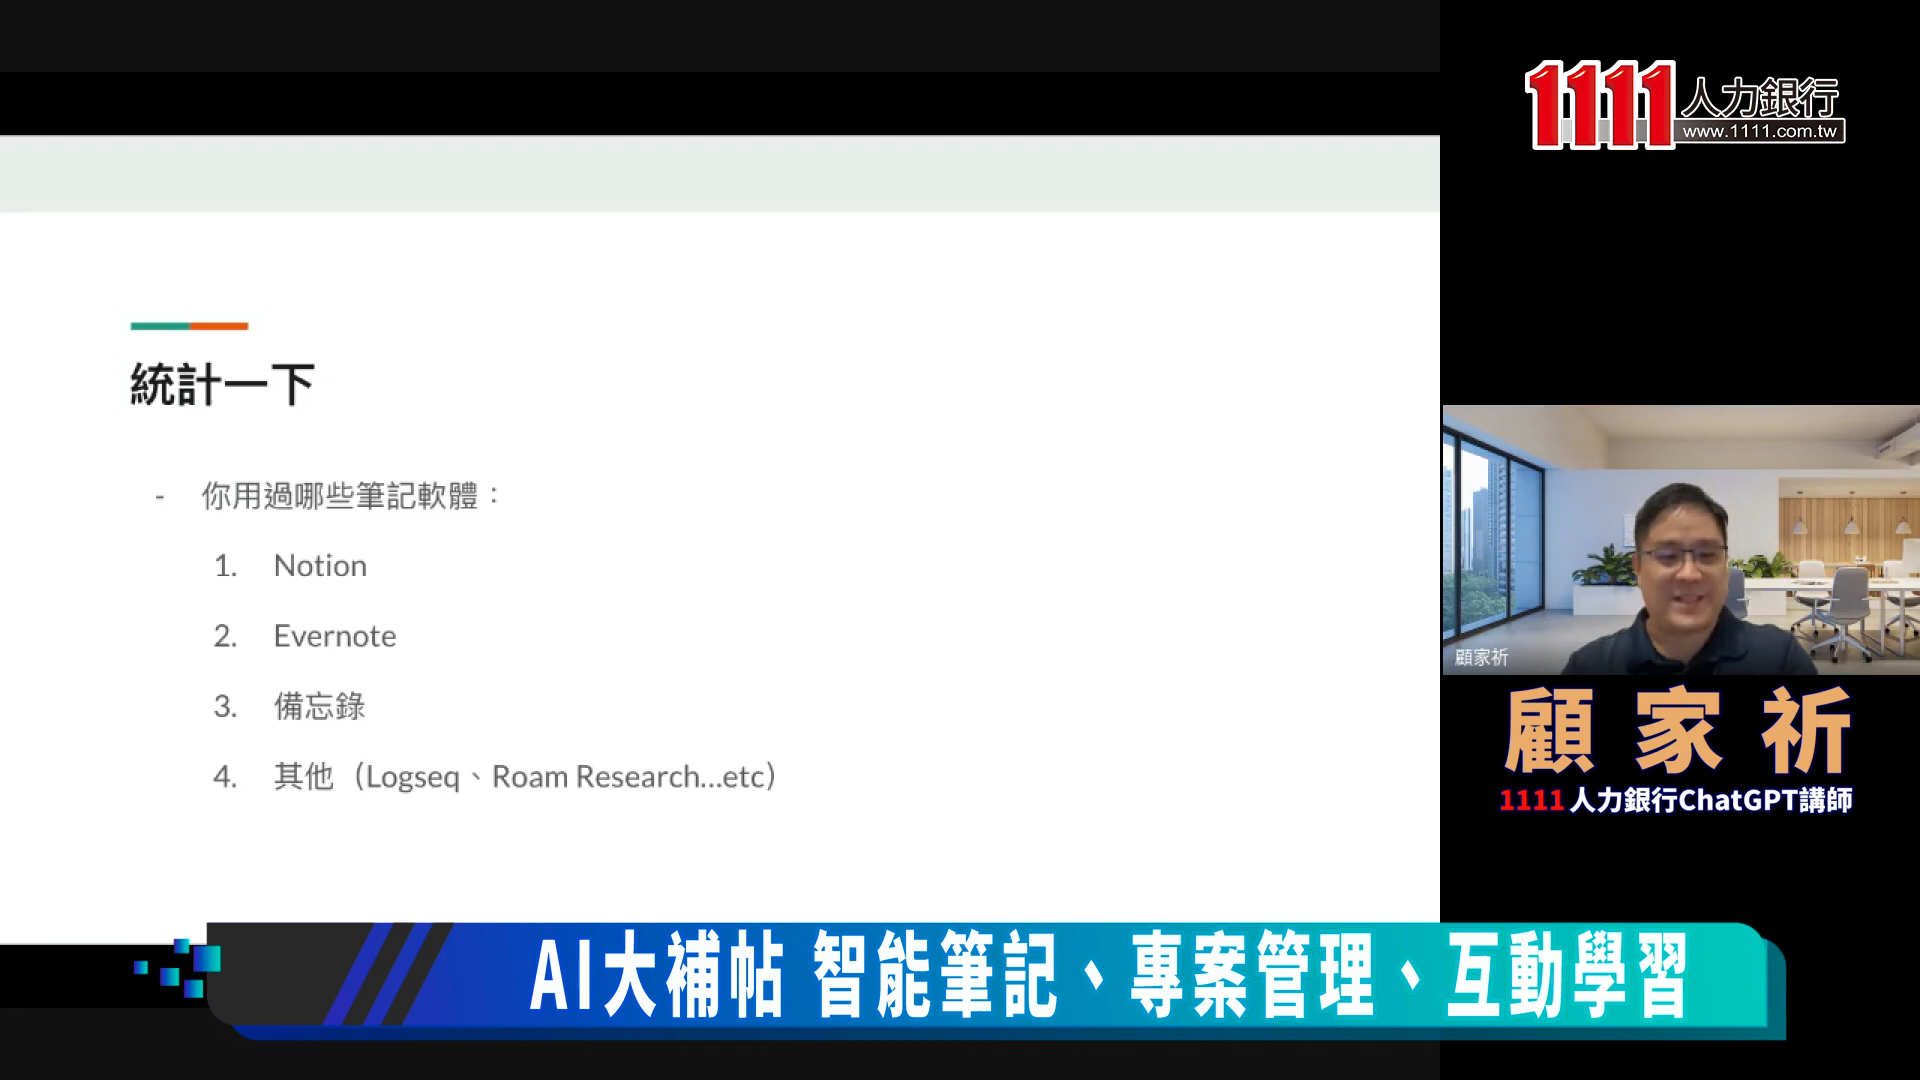 統計一下
- 你用過哪些筆記軟體：
1. Notion
2. Evernote
3. 備忘錄
4. 其他（Logseq、Roam Research...etc）
1111人力銀行
www.1111.com.tw
顧家祈
顧家祈
1111人力銀行ChatGPT講師
AI大補帖 智能筆記、專案管理、互動學習